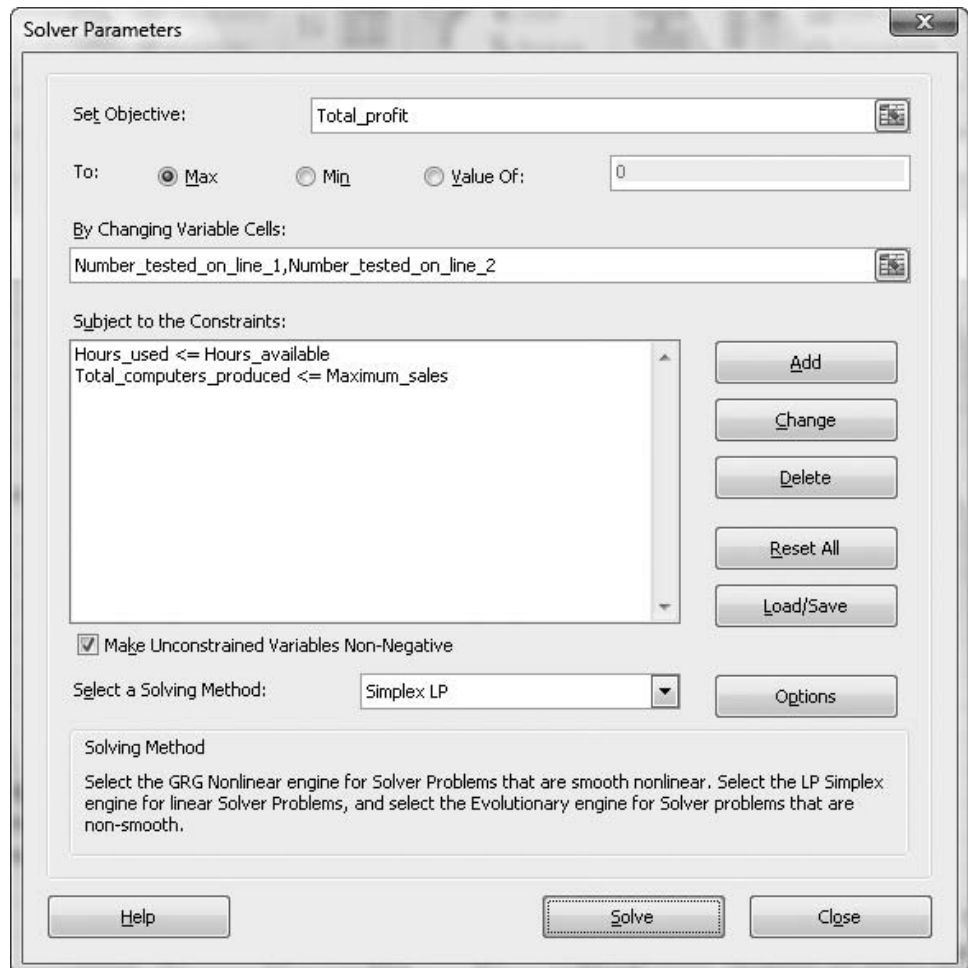 Solver Parameters
X
Set Objective: Total_profit
To: Max Min Value Of: 0
By Changing Variable Cells:
Number_tested_on_line_1,Number_tested_on_line_2
Subject to the Constraints:
Hours_used <= Hours_available
Total_computers_produced <= Maximum_sales
Add
Change
Delete
Reset All
Load/Save
Make Unconstrained Variables Non-Negative
Select a Solving Method: Simplex LP Options
Solving Method
Select the GRG Nonlinear engine for Solver Problems that are smooth nonlinear. Select the LP Simplex
engine for linear Solver Problems, and select the Evolutionary engine for Solver problems that are
non-smooth.
Help Solve Close